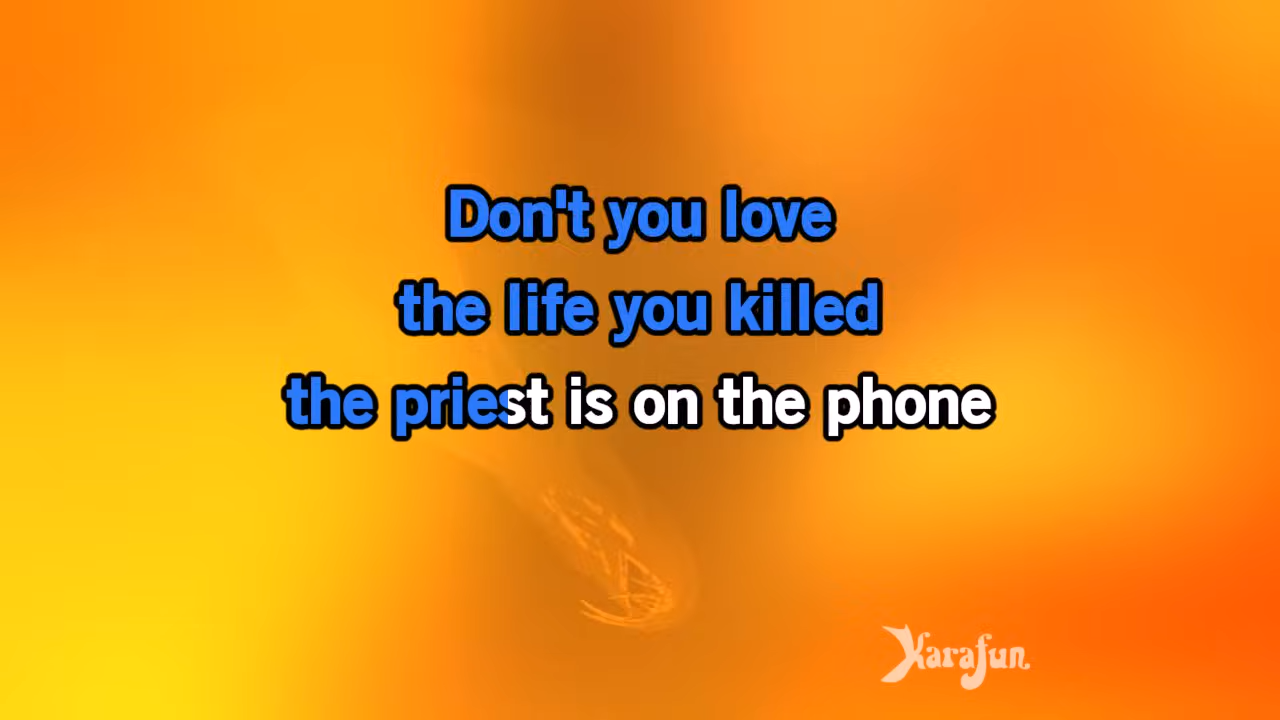 Don't you love
the life you killed
the priest is on the phone
Karafun